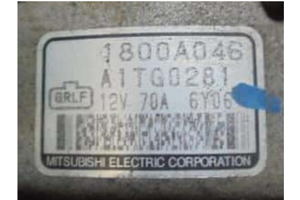 1800A046
A1TG0281
GRLF 12V 70A 6Y06
MITSUBISHI ELECTRIC CORPORATION